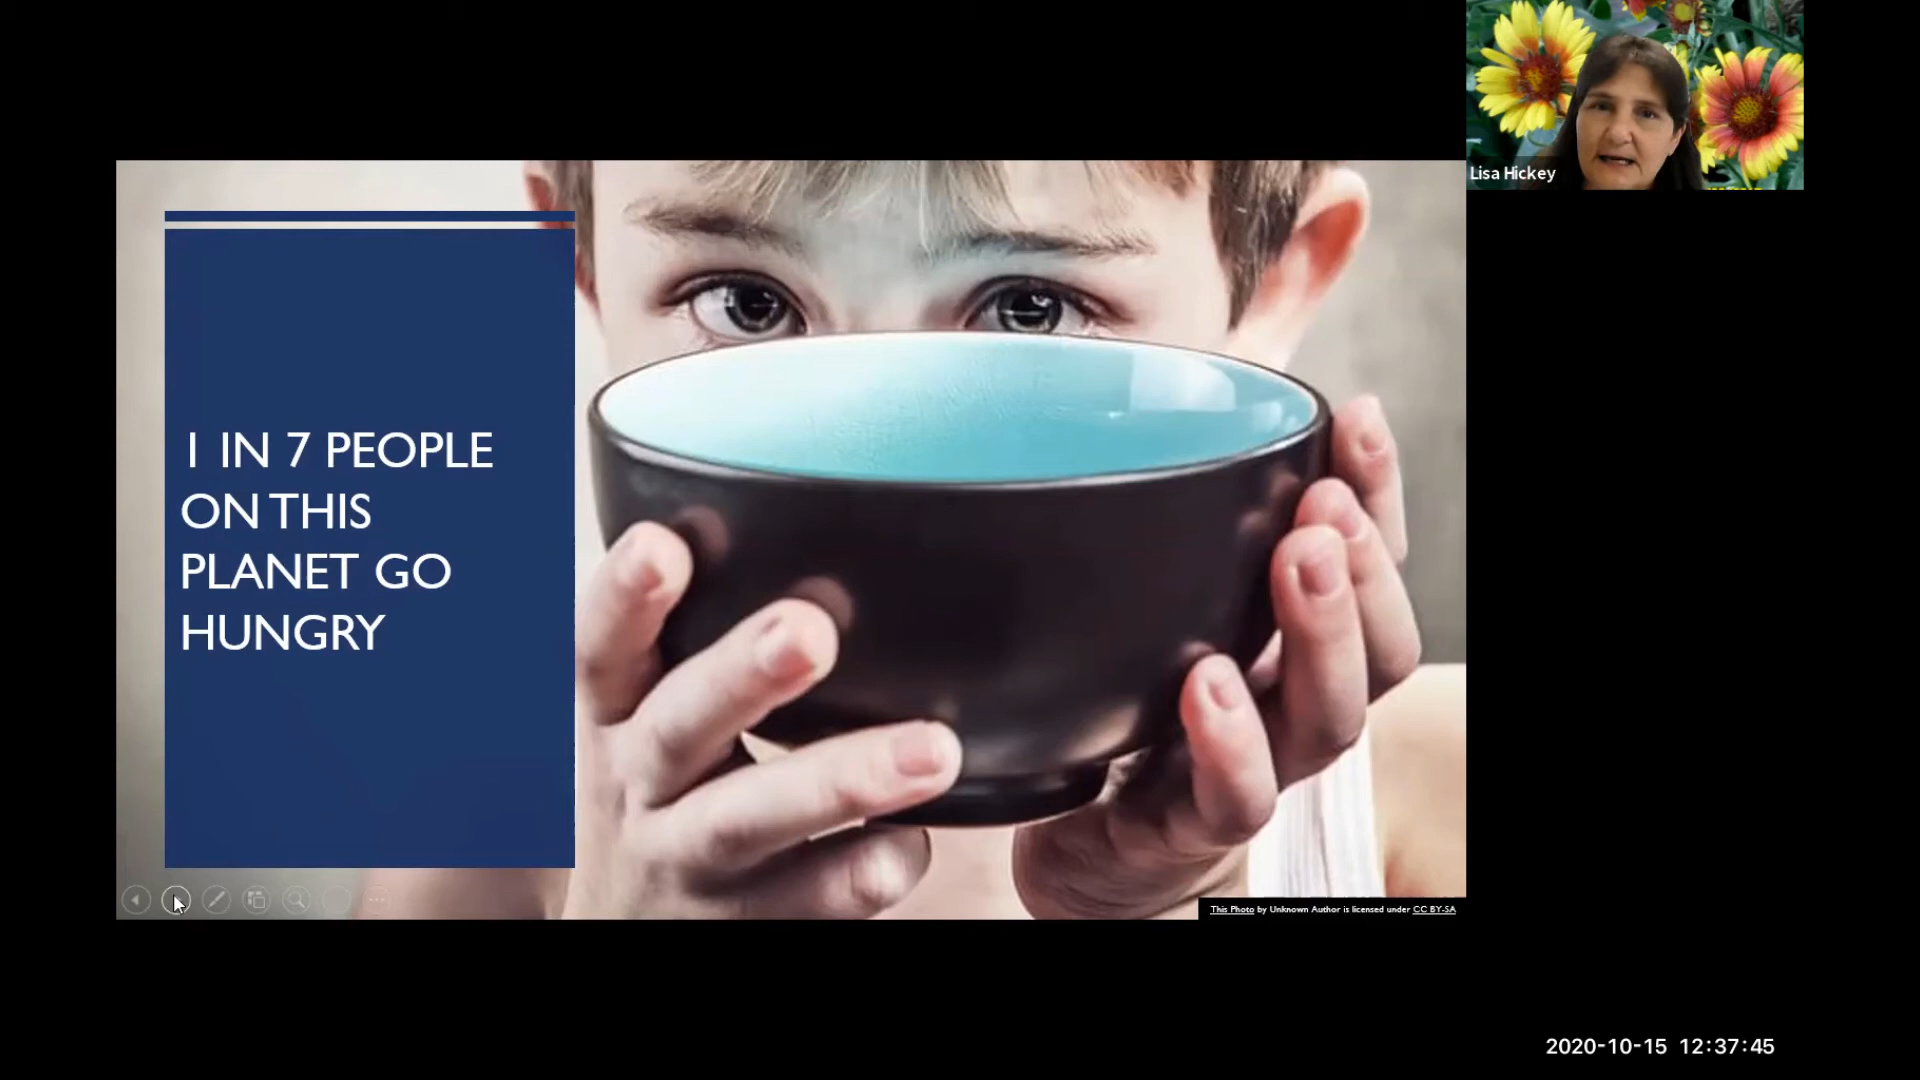 Lisa Hickey
1 IN 7 PEOPLE
ON THIS
PLANET GO
HUNGRY
This Photo by Unknown Author is licensed under CC BY-SA
2020-10-15 12:37:45